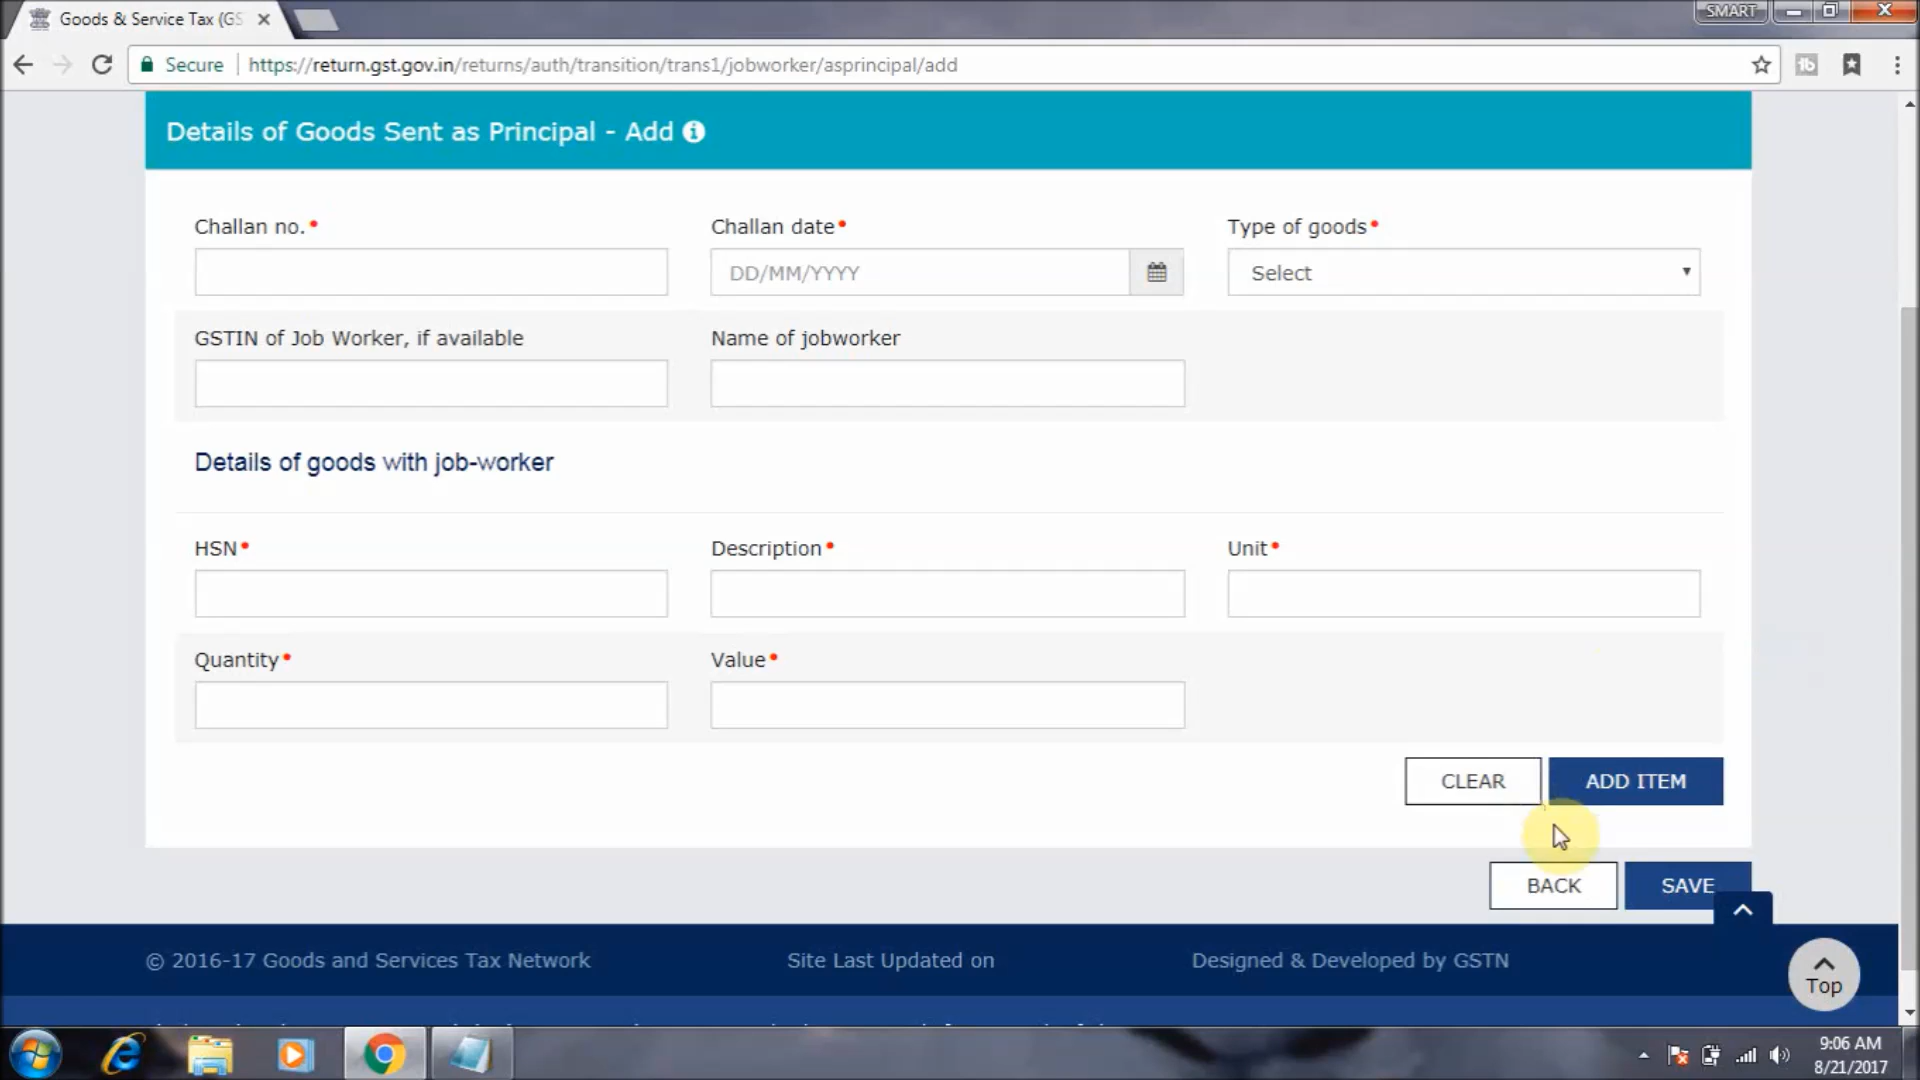 Goods & Service Tax (GS
SMART
Secure
https://return.gst.gov.in/returns/auth/transition/trans1/jobworker/asprincipal/add
Details of Goods Sent as Principal - Add
Challan no.
Challan date
Type of goods
DD/MM/YYYY
Select
GSTIN of Job Worker, if available
Name of jobworker
Details of goods with job-worker
HSN
Description
Unit
Quantity
Value
CLEAR
ADD ITEM
BACK
SAVE
© 2016-17 Goods and Services Tax Network
Site Last Updated on
Designed & Developed by GSTN
Top
9:06 AM
8/21/2017